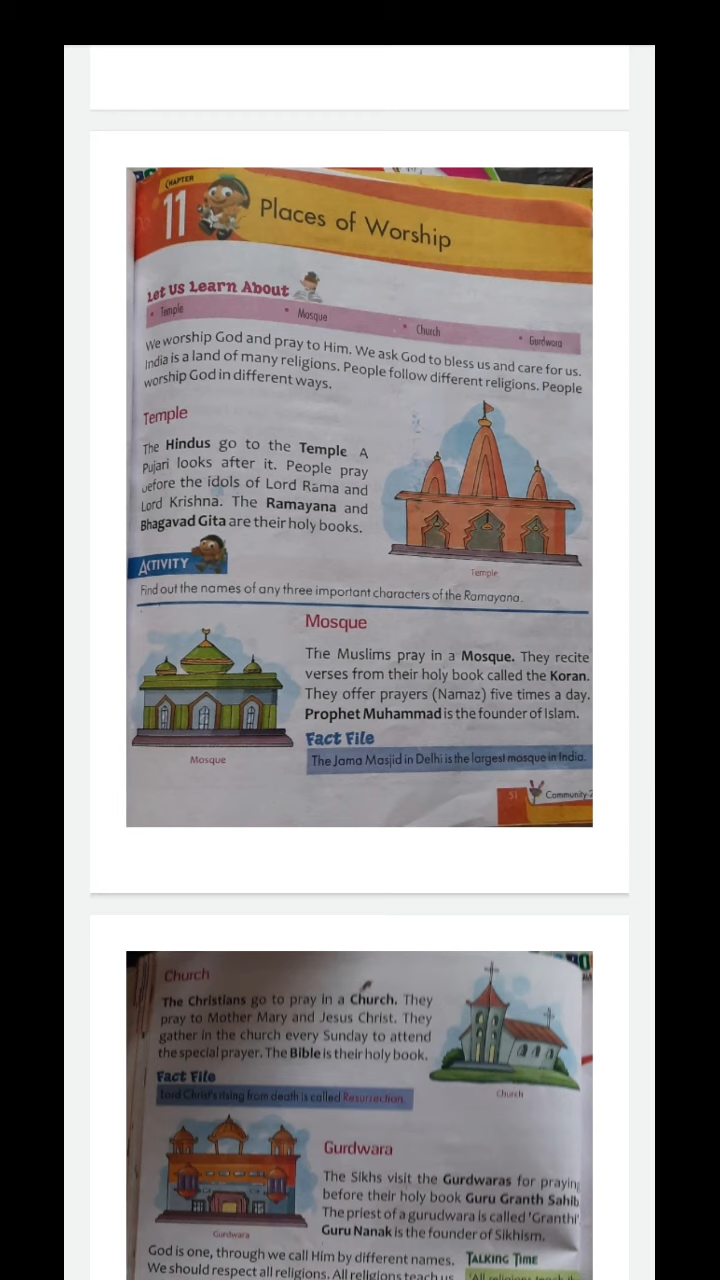 CHAPTER
11
Places of Worship
Let Us Learn About
• Temple • Mosque • Church • Gurdwara
We worship God and pray to Him. We ask God to bless us and care for us.
India is a land of many religions. People follow different religions. People
worship God in different ways.
Temple
The Hindus go to the Temple A
Pujari looks after it. People pray
before the idols of Lord Rama and
Lord Krishna. The Ramayana and
Bhagavad Gita are their holy books.
Temple
ACTIVITY
Find out the names of any three important characters of the Ramayana.
Mosque
The Muslims pray in a Mosque. They recite
verses from their holy book called the Koran.
They offer prayers (Namaz) five times a day.
Prophet Muhammad is the founder of Islam.
Mosque
Fact File
The Jama Masjid in Delhi is the largest mosque in India.
51
Community-2
Church
The Christians go to pray in a Church. They
pray to Mother Mary and Jesus Christ. They
gather in the church every Sunday to attend
the special prayer. The Bible is their holy book.
Fact File
Lord Christ's rising from death is called Resurrection.
Church
Gurdwara
The Sikhs visit the Gurdwaras for praying
before their holy book Guru Granth Sahib
The priest of a gurudwara is called 'Granthi'
Guru Nanak is the founder of Sikhism.
Gurdwara
God is one, through we call Him by different names.
We should respect all religions. All religions teach us
TALKING TIME
'All religions teach